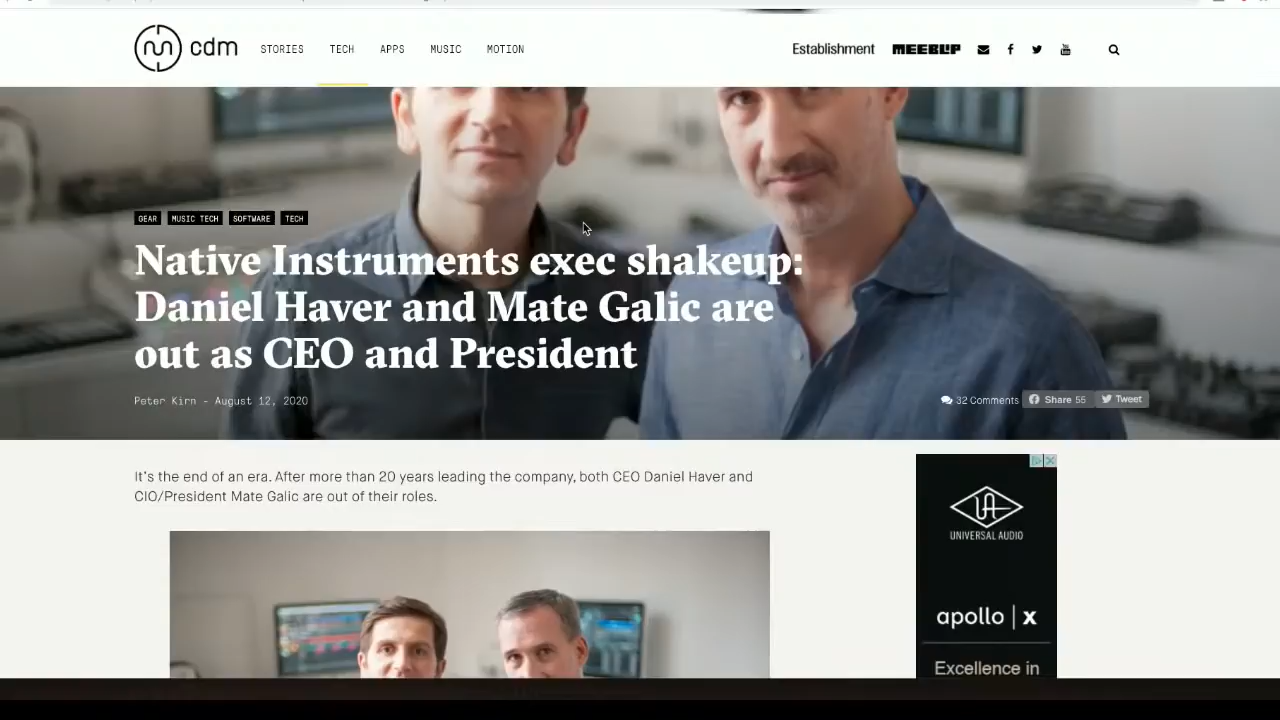 cdm STORIES TECH APPS MUSIC MOTION Establishment MEEBLIP
GEAR MUSIC TECH SOFTWARE TECH
Native Instruments exec shakeup:
Daniel Haver and Mate Galic are
out as CEO and President
Peter Kirn - August 12, 2020
32 Comments Share 55 Tweet
It's the end of an era. After more than 20 years leading the company, both CEO Daniel Haver and
CIO/President Mate Galic are out of their roles.
UA
UNIVERSAL AUDIO
apollo | x
Excellence in